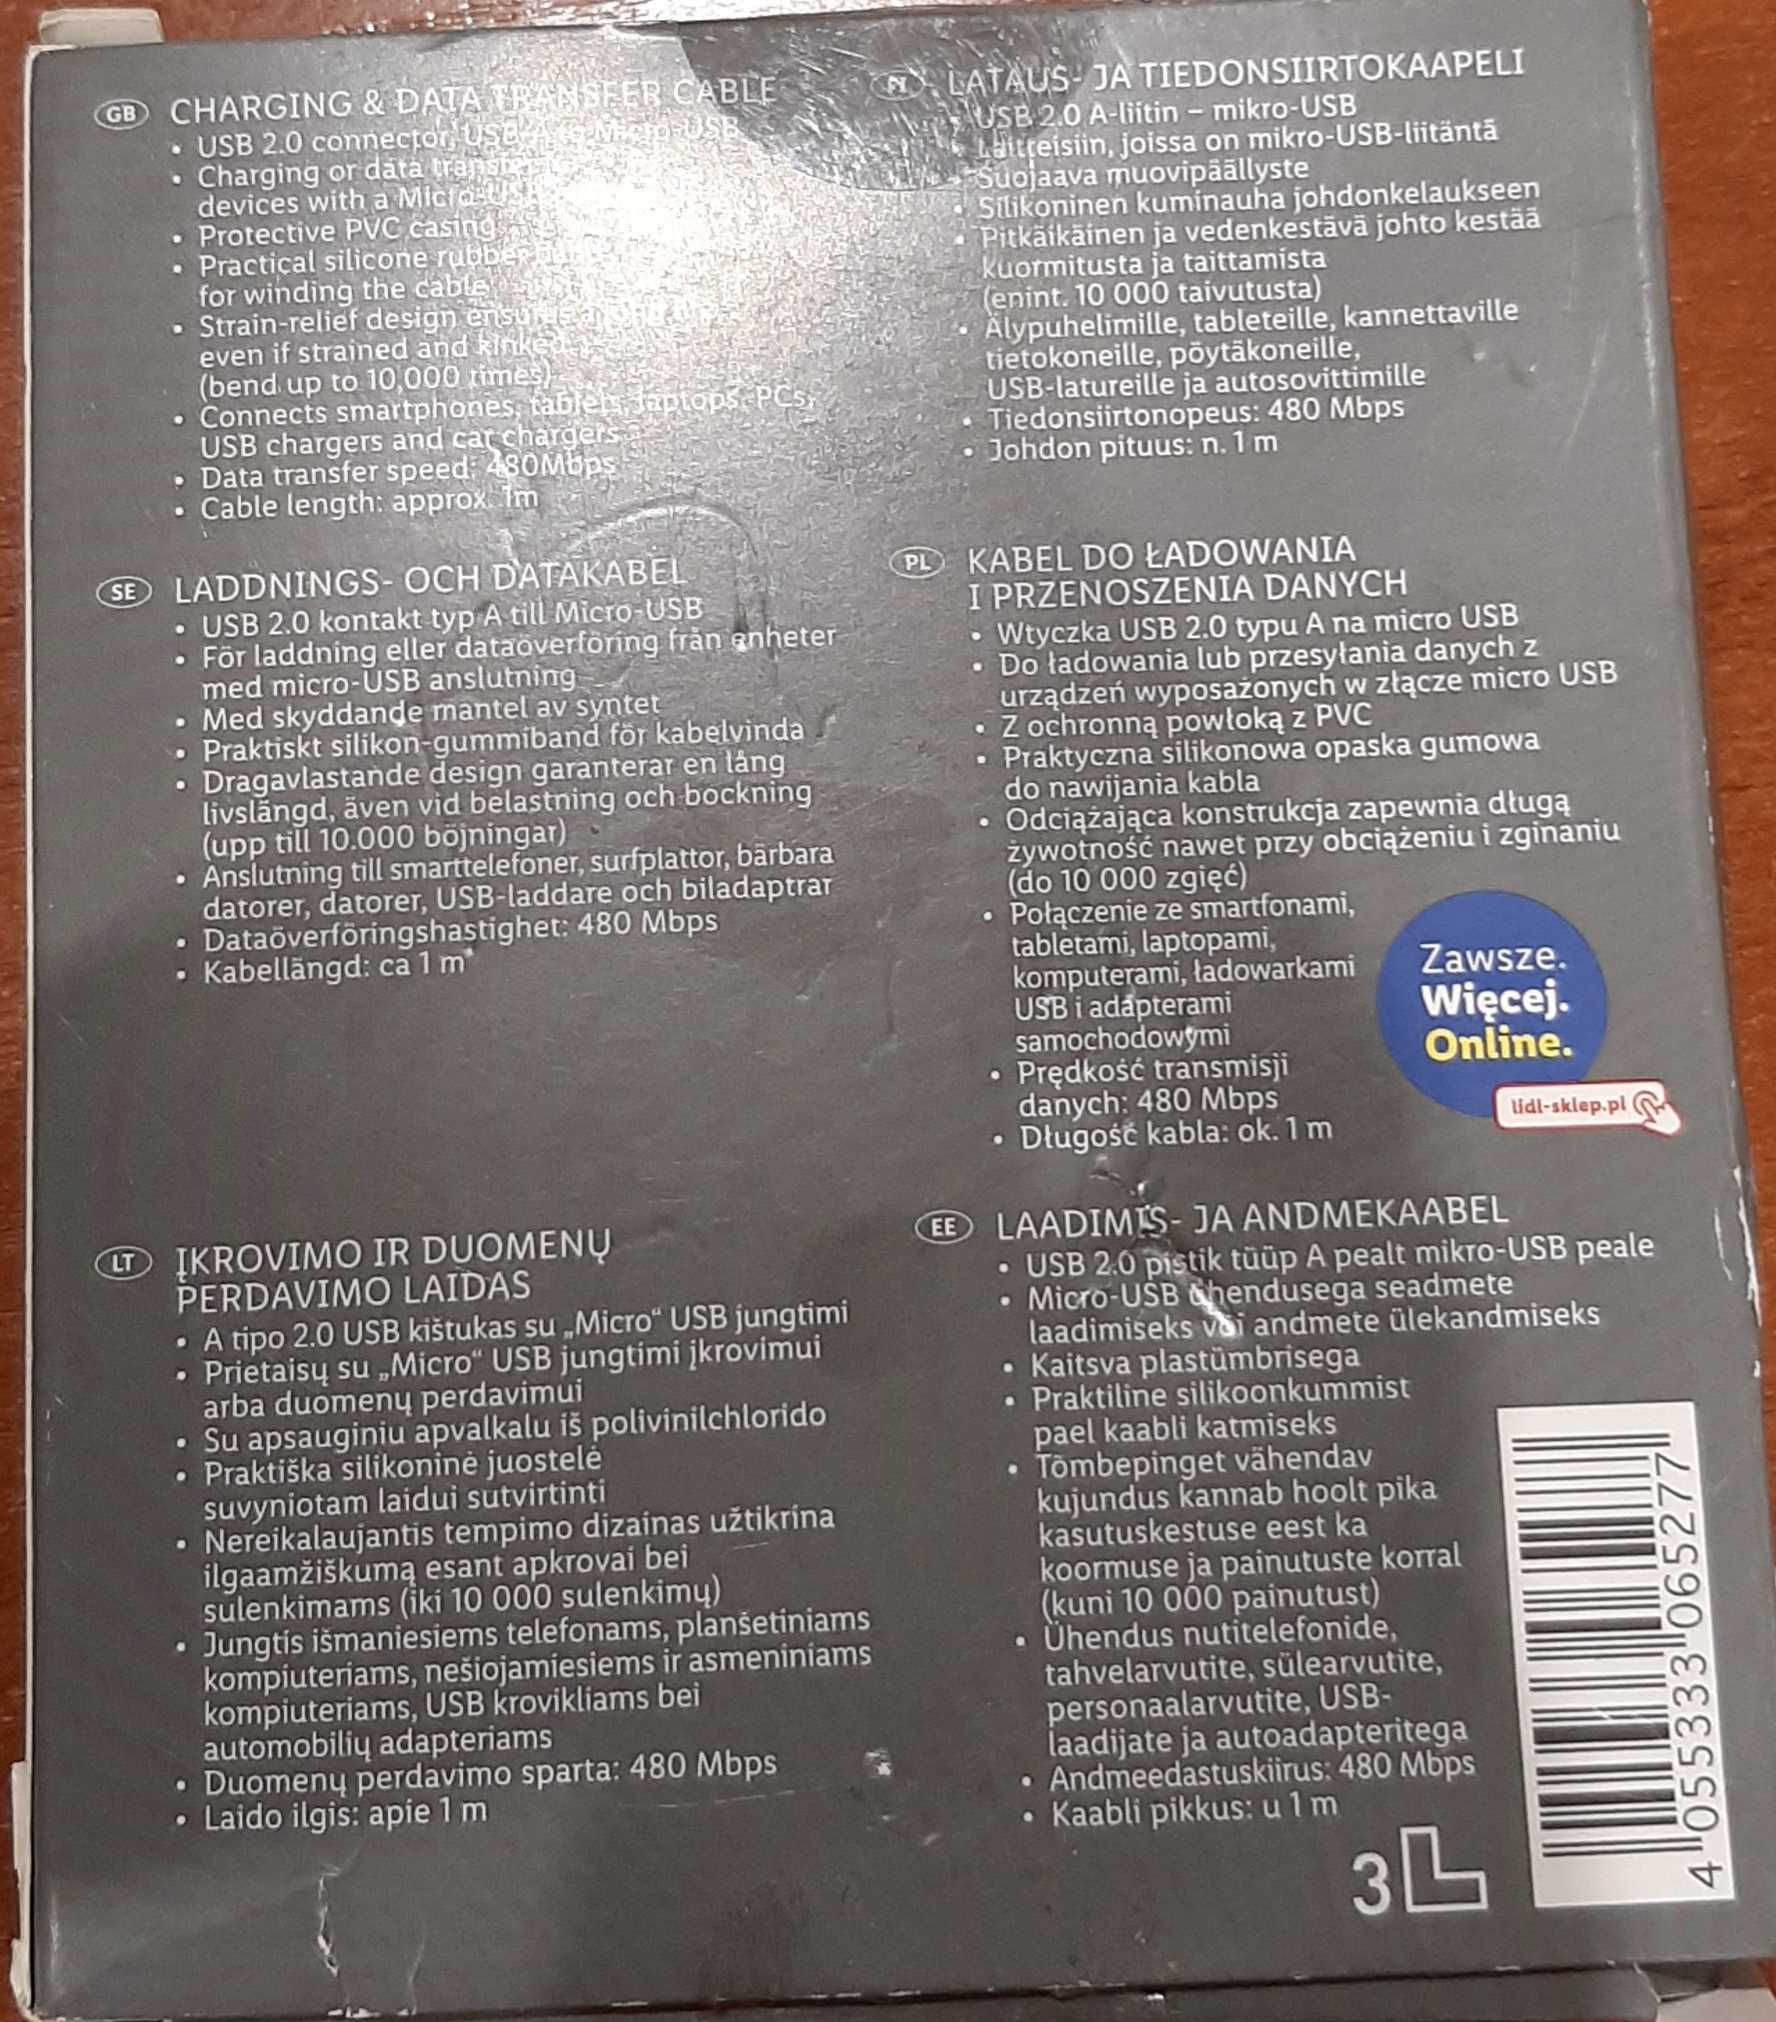 GB CHARGING & DATA TRANSFER CABLE
• USB 2.0 connector, USB-A to Micro-USB
• Charging or data transfer
devices with a Micro-USB
• Protective PVC casing
• Practical silicone rubber band
for winding the cable
• Strain-relief design ensures a long
even if strained and kinked
(bend up to 10,000 times)
• Connects smartphones, tablets, laptops, PCs,
USB chargers and car chargers
• Data transfer speed: 480Mbps
• Cable length: approx. 1m
FI LATAUS- JA TIEDONSIIRTOKAAPELI
• USB 2.0 A-liitin – mikro-USB
• Laitteisiin, joissa on mikro-USB-liitäntä
• Suojaava muovipäällyste
• Silikoninen kuminauha johdonkelaukseen
• Pitkäikäinen ja vedenkestävä johto kestää
kuormitusta ja taittamista
(enint. 10 000 taivutusta)
• Älypuhelimille, tableteille, kannettaville
tietokoneille, pöytäkoneille,
USB-latureille ja autosovittimille
• Tiedonsiirtonopeus: 480 Mbps
• Johdon pituus: n. 1 m
SE LADDNINGS- OCH DATAKABEL
• USB 2.0 kontakt typ A till Micro-USB
• För laddning eller dataöverföring från enheter
med micro-USB anslutning
• Med skyddande mantel av syntet
• Praktiskt silikon-gummiband för kabelvinda
• Dragavlastande design garanterar en lång
livslängd, även vid belastning och bockning
(upp till 10.000 böjningar)
• Anslutning till smarttelefoner, surfplattor, bärbara
datorer, datorer, USB-laddare och biladaptrar
• Dataöverföringshastighet: 480 Mbps
• Kabellängd: ca 1 m
PL KABEL DO ŁADOWANIA
I PRZENOSZENIA DANYCH
• Wtyczka USB 2.0 typu A na micro USB
• Do ładowania lub przesyłania danych z
urządzeń wyposażonych w złącze micro USB
• Z ochronną powłoką z PVC
• Praktyczna silikonowa opaska gumowa
do nawijania kabla
• Odciążająca konstrukcja zapewnia długą
żywotność nawet przy obciążeniu i zginaniu
(do 10 000 zgięć)
• Połączenie ze smartfonami,
tabletami, laptopami,
komputerami, ładowarkami
USB i adapterami
samochodowymi
• Prędkość transmisji
danych: 480 Mbps
• Długość kabla: ok. 1 m
Zawsze.
Więcej.
Online.
lidl-sklep.pl
LT ĮKROVIMO IR DUOMENŲ
PERDAVIMO LAIDAS
• A tipo 2.0 USB kištukas su „Micro“ USB jungtimi
• Prietaisų su „Micro“ USB jungtimi įkrovimui
arba duomenų perdavimui
• Su apsauginiu apvalkalu iš polivinilchlorido
• Praktiška silikoninė juostelė
suvyniotam laidui sutvirtinti
• Nereikalaujantis tempimo dizainas užtikrina
ilgaamžiškumą esant apkrovai bei
sulenkimams (iki 10 000 sulenkimų)
• Jungtis išmaniesiems telefonams, planšetiniams
kompiuteriams, nešiojamiesiems ir asmeniniams
kompiuteriams, USB krovikliams bei
automobilių adapteriams
• Duomenų perdavimo sparta: 480 Mbps
• Laido ilgis: apie 1 m
EE LAADIMIS- JA ANDMEKAABEL
• USB 2.0 pistik tüüp A pealt mikro-USB peale
• Micro-USB ühendusega seadmete
laadimiseks või andmete ülekandmiseks
• Kaitsva plastümbrisega
• Praktiline silikoonkummist
pael kaabli katmiseks
• Tõmbepinget vähendav
kujundus kannab hoolt pika
kasutuskestuse eest ka
koormuse ja painutuste korral
(kuni 10 000 painutust)
• Ühendus nutitelefonide,
tahvelarvutite, sülearvutite,
personaalarvutite, USB-
laadijate ja autoadapteritega
• Andmeedastuskiirus: 480 Mbps
• Kaabli pikkus: u 1 m
3
4 055333 065277